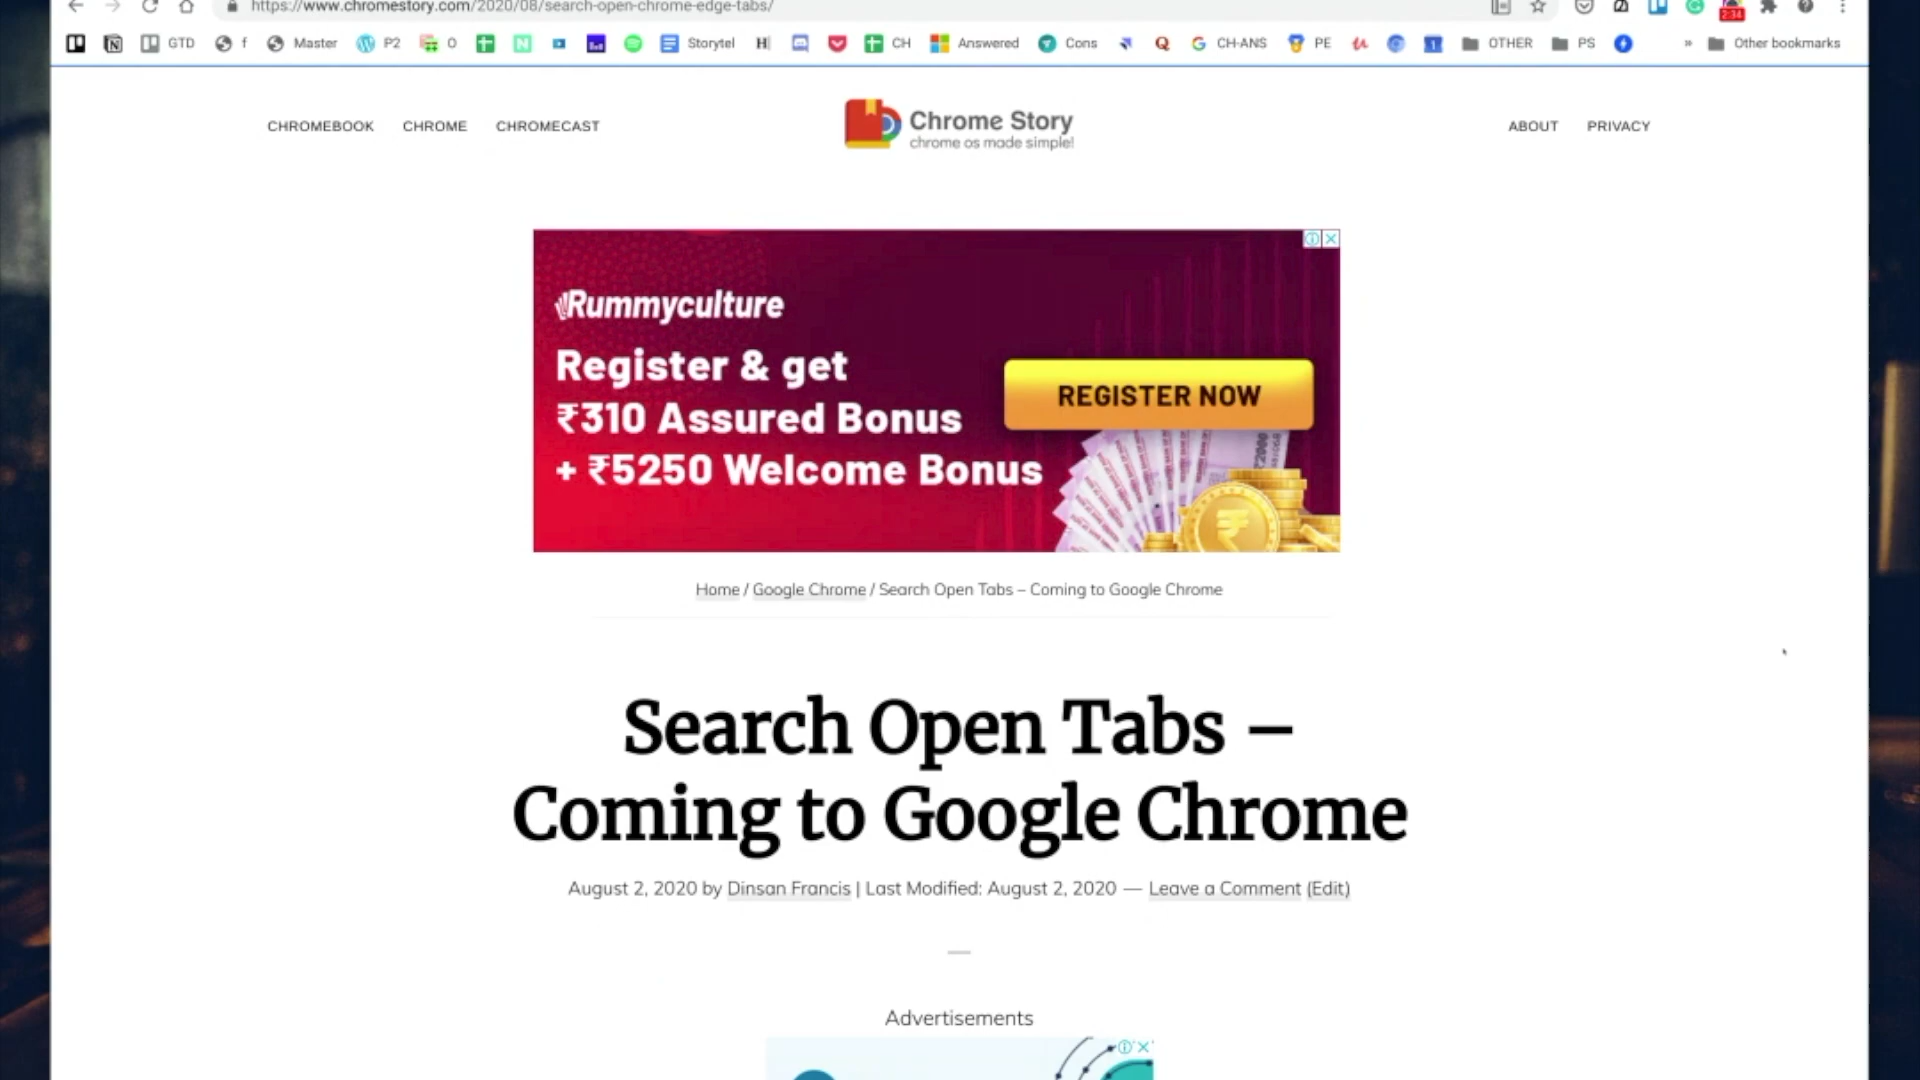 https://www.chromestory.com/2020/08/search-open-chrome-edge-tabs/
2:34
GTD f Master P2 O Storytel CH Answered Cons CH-ANS PE OTHER PS » Other bookmarks
CHROMEBOOK CHROME CHROMECAST
Chrome Story
chrome os made simple!
ABOUT PRIVACY
Rummyculture
Register & get
₹310 Assured Bonus
+ ₹5250 Welcome Bonus
REGISTER NOW
Home / Google Chrome / Search Open Tabs – Coming to Google Chrome
Search Open Tabs –
Coming to Google Chrome
August 2, 2020 by Dinsan Francis | Last Modified: August 2, 2020 — Leave a Comment (Edit)
Advertisements